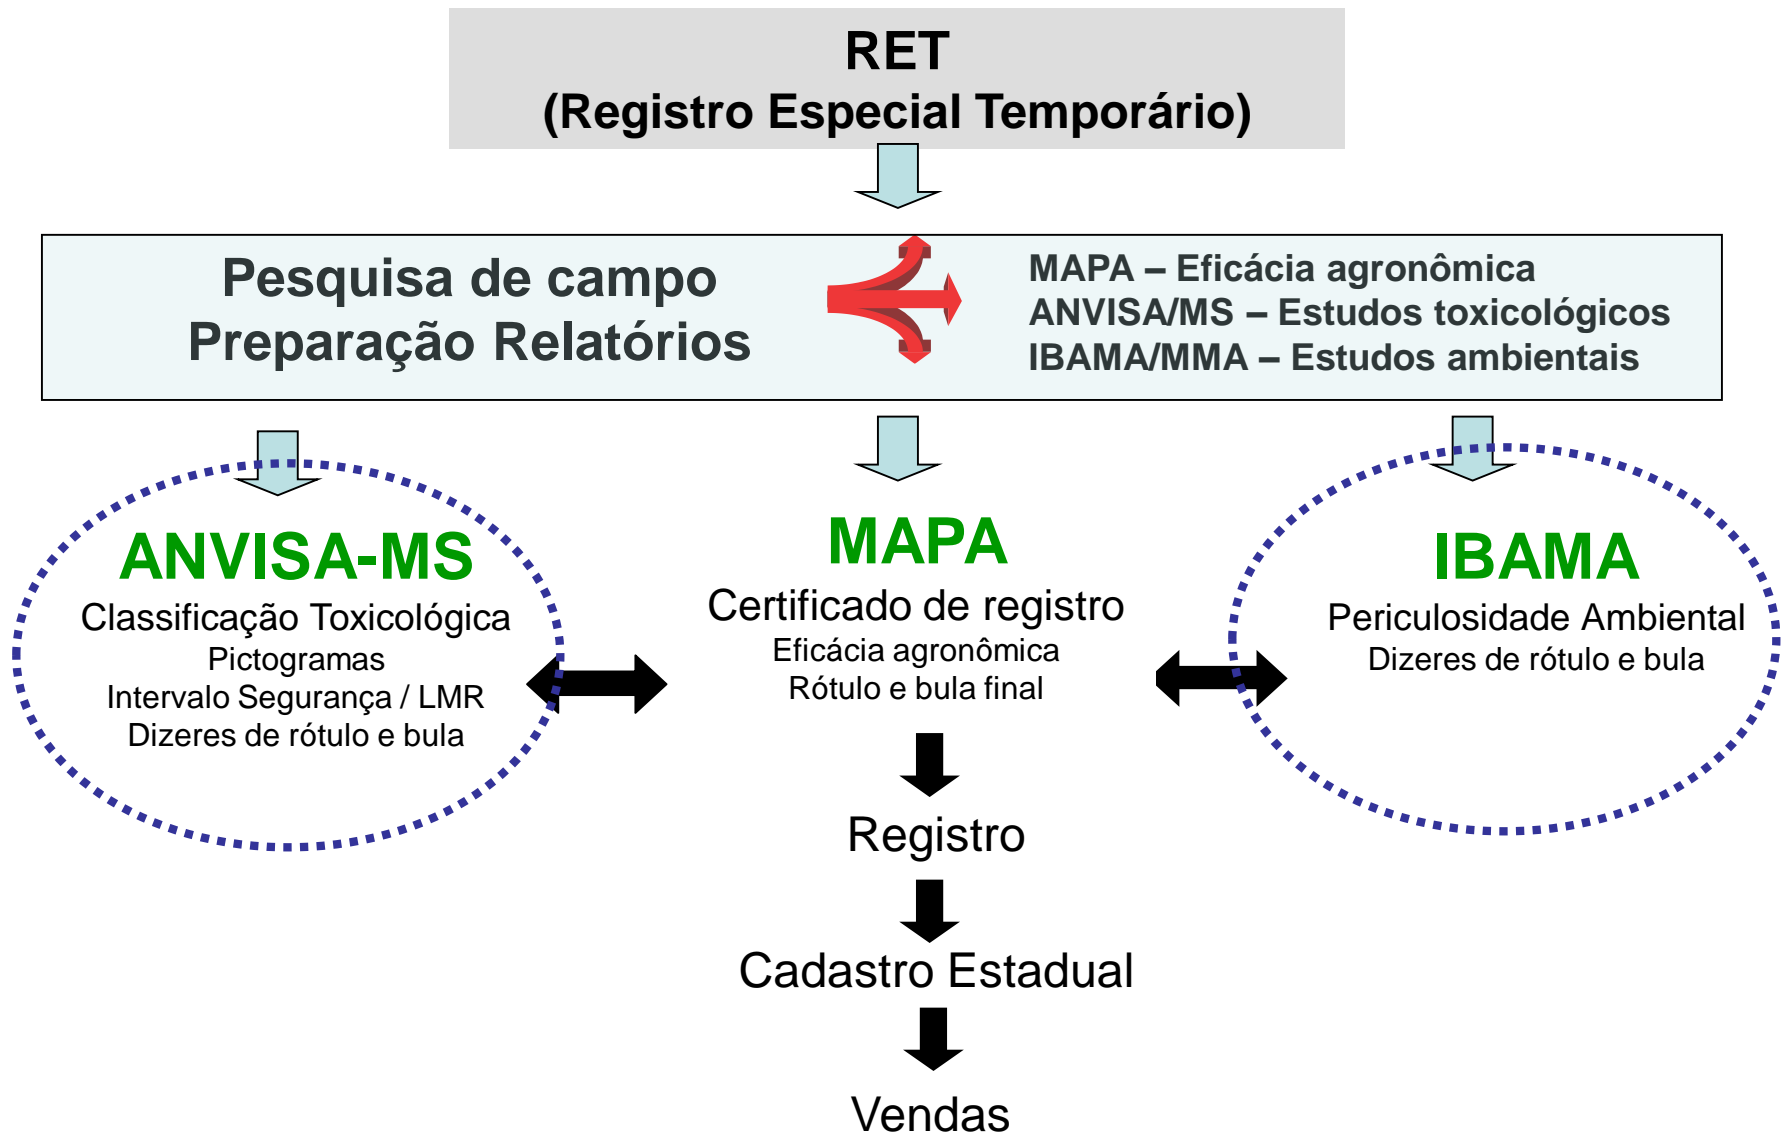 RET
(Registro Especial Temporário)
Pesquisa de campo
Preparação Relatórios
MAPA – Eficácia agronômica
ANVISA/MS – Estudos toxicológicos
IBAMA/MMA – Estudos ambientais
ANVISA-MS
Classificação Toxicológica
Pictogramas
Intervalo Segurança / LMR
Dizeres de rótulo e bula
MAPA
Certificado de registro
Eficácia agronômica
Rótulo e bula final
IBAMA
Periculosidade Ambiental
Dizeres de rótulo e bula
Registro
Cadastro Estadual
Vendas